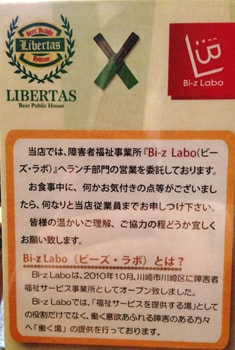 Beer Public
Libertas
House
LIBERTAS
Beer Public House
Bi-z Labo
当店では、障害者福祉事業所『Bi-z Labo(ビー
ズ・ラボ)』へランチ部門の営業を委託しております。
お食事中に、何かお気付きの点等がございまし
たら、何なりと当店従業員までお申しつけ下さい。
皆様の温かいご理解、ご協力の程どうか宜しく
お願い致します。
Bi-z Labo（ビーズ・ラボ）とは？
Bi-z Laboは、2010年10月、川崎市川崎区に障害者
福祉サービス事業所としてオープン致しました。
Bi-z Laboでは、「福祉サービスを提供する場」として
の役割だけでなく、働く意欲あふれる障害のある方々
へ「働く場」の提供を行っております。